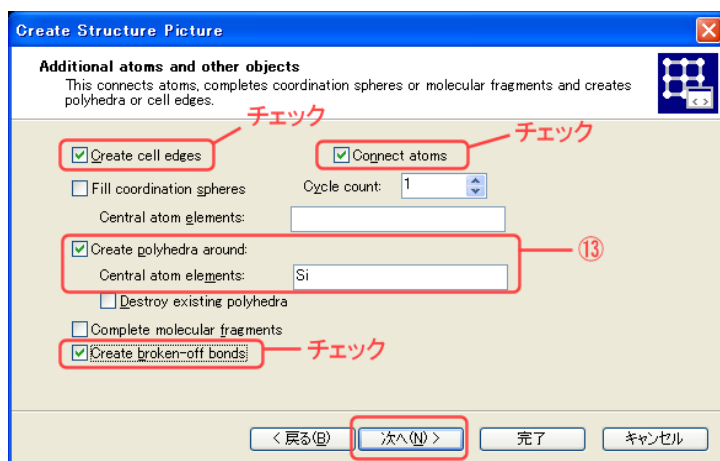 Create Structure Picture
Additional atoms and other objects
This connects atoms, completes coordination spheres or molecular fragments and creates
polyhedra or cell edges.
チェック
チェック
Create cell edges
Connect atoms
Fill coordination spheres
Cycle count:
1
Central atom elements:
Create polyhedra around:
⑬
Central atom elements:
Si
Destroy existing polyhedra
Complete molecular fragments
Create broken-off bonds
チェック
< 戻る(B)
次へ(N) >
完了
キャンセル